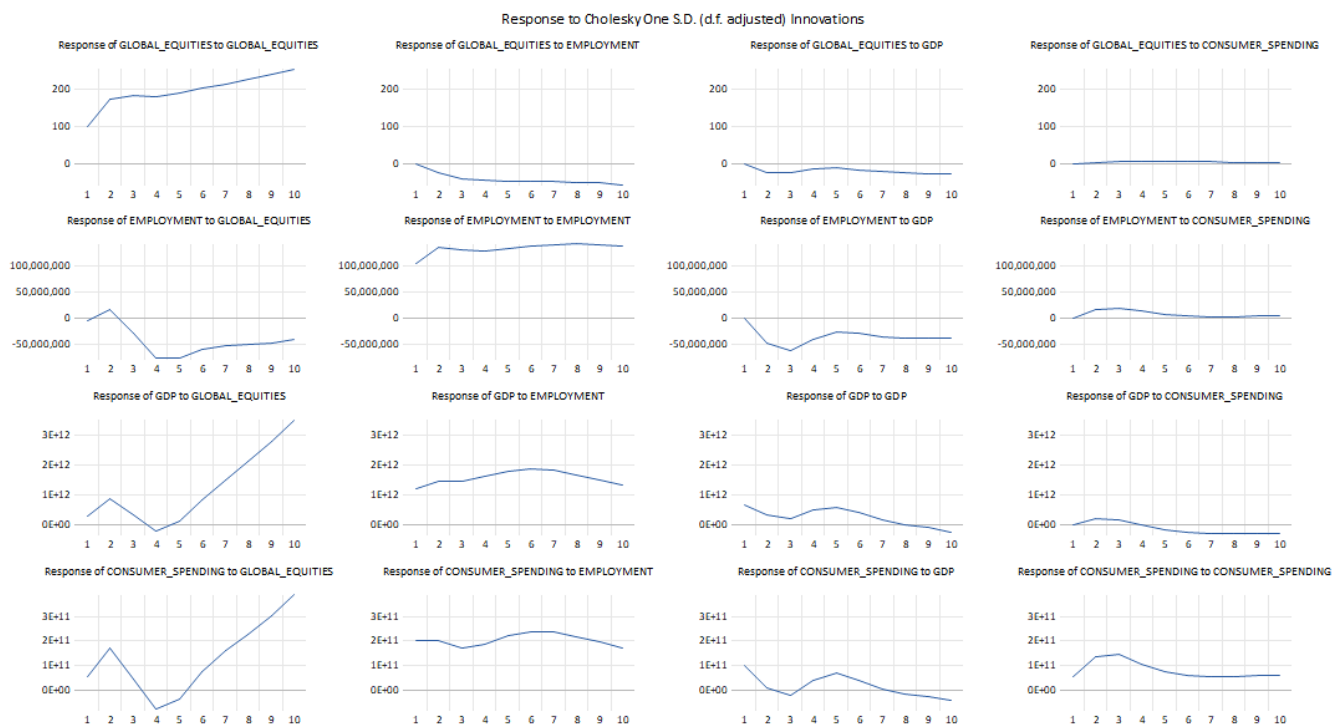 Response to Cholesky One S.D. (d.f. adjusted) Innovations
Response of GLOBAL_EQUITIES to GLOBAL_EQUITIES
200
100
0
1 2 3 4 5 6 7 8 9 10
Response of GLOBAL_EQUITIES to EMPLOYMENT
200
100
0
1 2 3 4 5 6 7 8 9 10
Response of GLOBAL_EQUITIES to GDP
200
100
0
1 2 3 4 5 6 7 8 9 10
Response of GLOBAL_EQUITIES to CONSUMER_SPENDING
200
100
0
1 2 3 4 5 6 7 8 9 10
Response of EMPLOYMENT to GLOBAL_EQUITIES
100,000,000
50,000,000
0
-50,000,000
1 2 3 4 5 6 7 8 9 10
Response of EMPLOYMENT to EMPLOYMENT
100,000,000
50,000,000
0
-50,000,000
1 2 3 4 5 6 7 8 9 10
Response of EMPLOYMENT to GDP
100,000,000
50,000,000
0
-50,000,000
1 2 3 4 5 6 7 8 9 10
Response of EMPLOYMENT to CONSUMER_SPENDING
100,000,000
50,000,000
0
-50,000,000
1 2 3 4 5 6 7 8 9 10
Response of GDP to GLOBAL_EQUITIES
3E+12
2E+12
1E+12
0E+00
1 2 3 4 5 6 7 8 9 10
Response of GDP to EMPLOYMENT
3E+12
2E+12
1E+12
0E+00
1 2 3 4 5 6 7 8 9 10
Response of GDP to GDP
3E+12
2E+12
1E+12
0E+00
1 2 3 4 5 6 7 8 9 10
Response of GDP to CONSUMER_SPENDING
3E+12
2E+12
1E+12
0E+00
1 2 3 4 5 6 7 8 9 10
Response of CONSUMER_SPENDING to GLOBAL_EQUITIES
3E+11
2E+11
1E+11
0E+00
1 2 3 4 5 6 7 8 9 10
Response of CONSUMER_SPENDING to EMPLOYMENT
3E+11
2E+11
1E+11
0E+00
1 2 3 4 5 6 7 8 9 10
Response of CONSUMER_SPENDING to GDP
3E+11
2E+11
1E+11
0E+00
1 2 3 4 5 6 7 8 9 10
Response of CONSUMER_SPENDING to CONSUMER_SPENDING
3E+11
2E+11
1E+11
0E+00
1 2 3 4 5 6 7 8 9 10